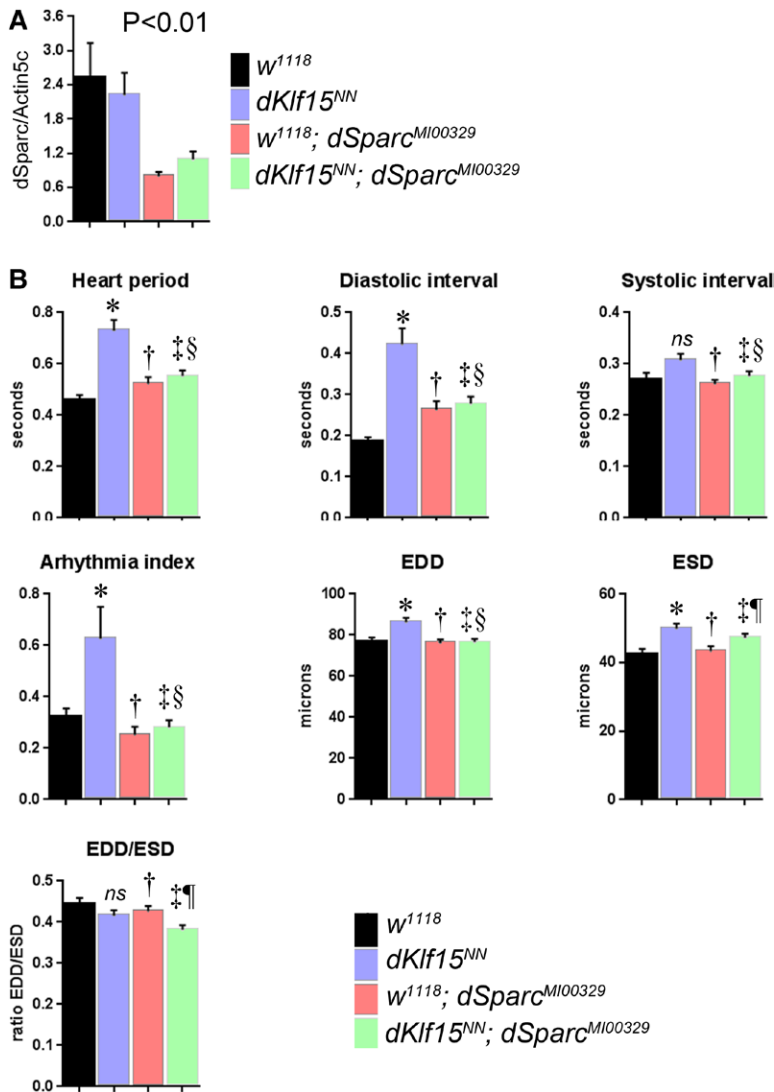 A
P<0.01
dSparc/Actin5c
3.6
3.0
2.4
1.8
1.2
0.6
0.0
w¹¹¹⁸
dKlf15ᴺᴺ
w¹¹¹⁸; dSparcᴹᴵ⁰⁰³²⁹
dKlf15ᴺᴺ; dSparcᴹᴵ⁰⁰³²⁹
B
Heart period
seconds
0.8
0.6
0.4
0.2
0.0
* † ‡§
Diastolic interval
seconds
0.5
0.4
0.3
0.2
0.1
0.0
* † ‡§
Systolic interval
seconds
0.4
0.3
0.2
0.1
0.0
ns † ‡§
Arhythmia index
0.8
0.6
0.4
0.2
0.0
* † ‡§
EDD
microns
100
80
60
40
20
0
* † ‡§
ESD
microns
60
40
20
0
* † ‡¶
EDD/ESD
ratio EDD/ESD
0.5
0.4
0.3
0.2
0.1
0.0
ns † ‡¶
w¹¹¹⁸
dKlf15ᴺᴺ
w¹¹¹⁸; dSparcᴹᴵ⁰⁰³²⁹
dKlf15ᴺᴺ; dSparcᴹᴵ⁰⁰³²⁹